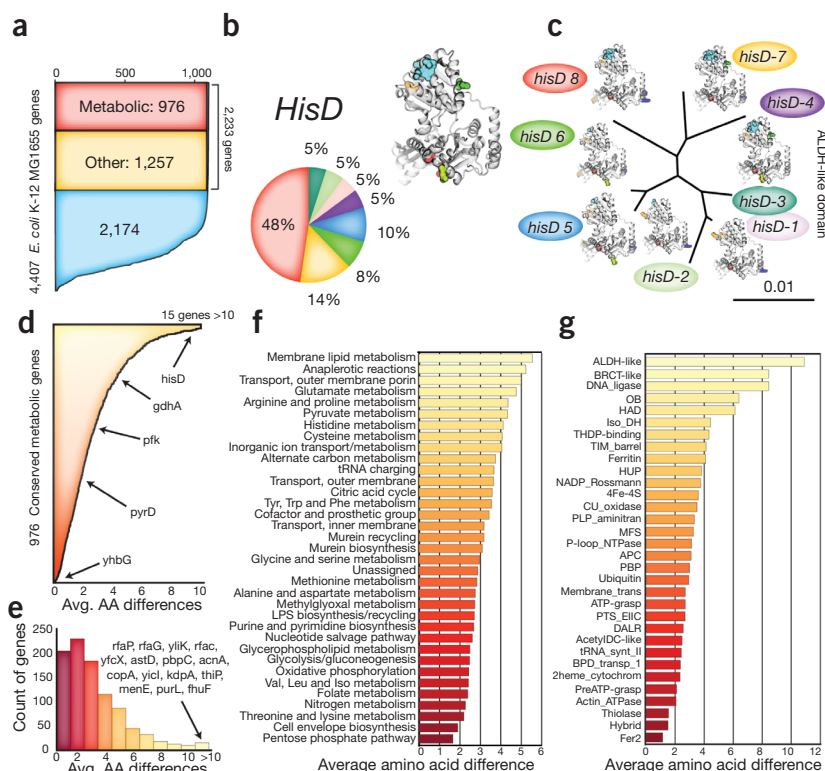 a
0 500 1,000
4,407 E. coli K-12 MG1655 genes
Metabolic: 976
Other: 1,257
2,174
2,233 genes
b
HisD
5%
5%
5%
5%
10%
8%
14%
48%
c
hisD 8
hisD-7
hisD-4
hisD 6
hisD-3
hisD-1
hisD 5
hisD-2
ALDH-like domain
0.01
d
15 genes >10
976 Conserved metabolic genes
hisD
gdhA
pfk
pyrD
yhbG
0 2 4 6 8 10
Avg. AA differences
e
Count of genes
250
200
150
100
50
0
rfaP, rfaG, yliK, rfac,
yfcX, astD, pbpC, acnA,
copA, yicI, kdpA, thiP,
menE, purL, fhuF
0 2 4 6 8 10 >10
Avg. AA differences
f
Membrane lipid metabolism
Anaplerotic reactions
Transport, outer membrane porin
Glutamate metabolism
Arginine and proline metabolism
Pyruvate metabolism
Histidine metabolism
Cysteine metabolism
Inorganic ion transport/metabolism
Alternate carbon metabolism
tRNA charging
Transport, outer membrane
Citric acid cycle
Tyr, Trp and Phe metabolism
Cofactor and prosthetic group
Transport, inner membrane
Murein recycling
Murein biosynthesis
Glycine and serine metabolism
Unassigned
Methionine metabolism
Alanine and aspartate metabolism
Methylglyoxal metabolism
LPS biosynthesis/recycling
Purine and pyrimidine biosynthesis
Nucleotide salvage pathway
Glycerophospholipid metabolism
Glycolysis/gluconeogenesis
Oxidative phosphorylation
Val, Leu and Iso metabolism
Folate metabolism
Nitrogen metabolism
Threonine and lysine metabolism
Cell envelope biosynthesis
Pentose phosphate pathway
0 1 2 3 4 5 6
Average amino acid difference
g
ALDH-like
BRCT-like
DNA_ligase
OB
HAD
Iso_DH
THDP-binding
TIM_barrel
Ferritin
HUP
NADP_Rossmann
4Fe-4S
CU_oxidase
PLP_aminitran
MFS
P-loop_NTPase
APC
PBP
Ubiquitin
Membrane_trans
ATP-grasp
PTS_EIIC
DALR
AcetylDC-like
tRNA_synt_II
BPD_transp_1
2heme_cytochrom
PreATP-grasp
Actin_ATPase
Thiolase
Hybrid
Fer2
0 2 4 6 8 10 12
Average amino acid difference